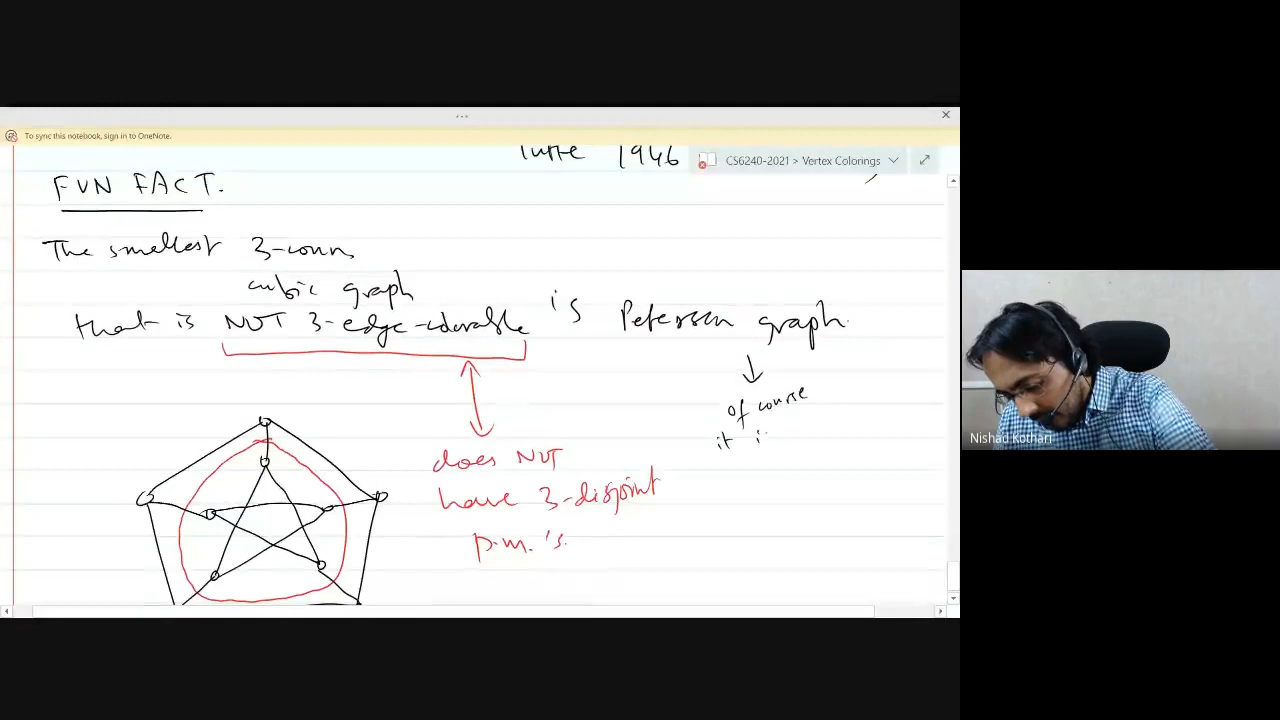 To sync this notebook, sign in to OneNote.
Tutte 1946
CS6240-2021 > Vertex Colorings
FUN FACT.
The smallest 3-conn
cubic graph
that is NOT 3-edge-colorable is Petersen graph.
of course
it i
does NOT
have 3-disjoint
p.m.'s.
Nishad Kothari